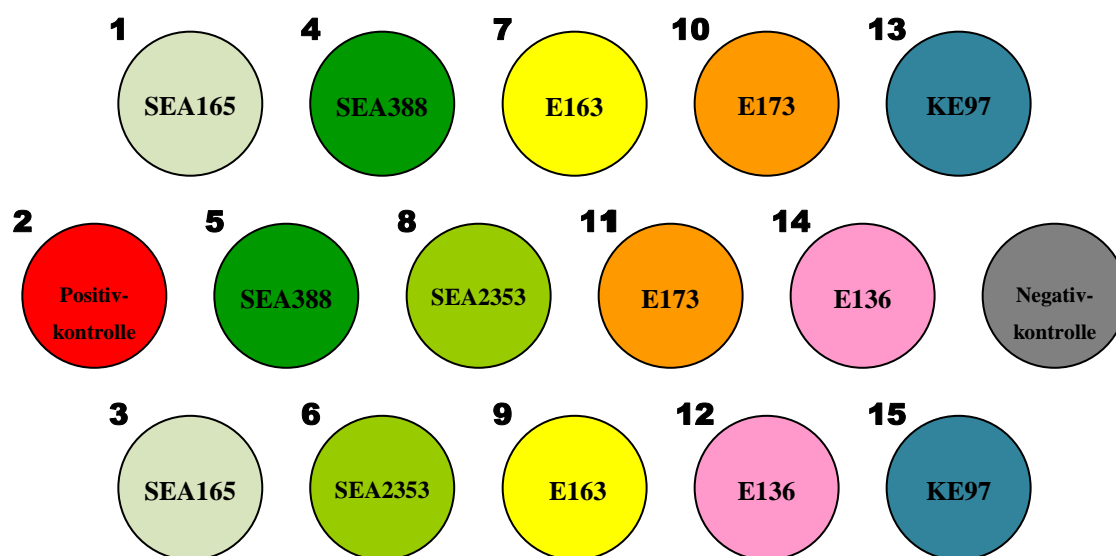 1 4 7 10 13
SEA165 SEA388 E163 E173 KE97
2 5 8 11 14
Positiv-
kontrolle
SEA388 SEA2353 E173 E136
Negativ-
kontrolle
3 6 9 12 15
SEA165 SEA2353 E163 E136 KE97